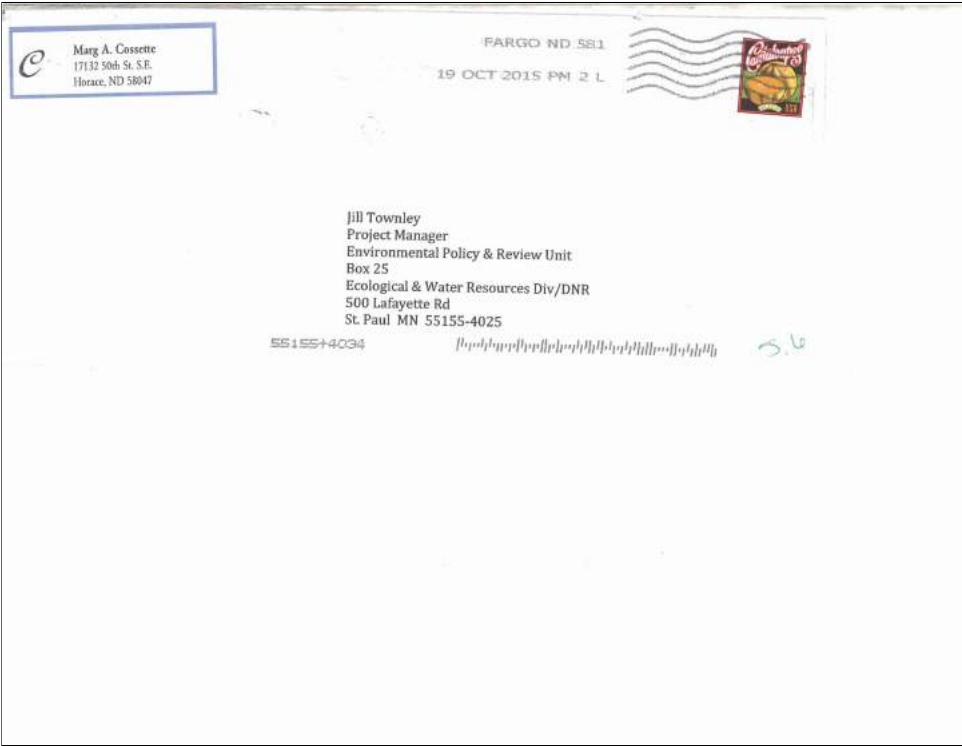 C
Marg A. Cossette
17132 50th St. S.E.
Horace, ND 58047
FARGO ND 581
19 OCT 2015 PM 2 L
Jill Townley
Project Manager
Environmental Policy & Review Unit
Box 25
Ecological & Water Resources Div/DNR
500 Lafayette Rd
St. Paul MN 55155-4025
55155+4034
5.6